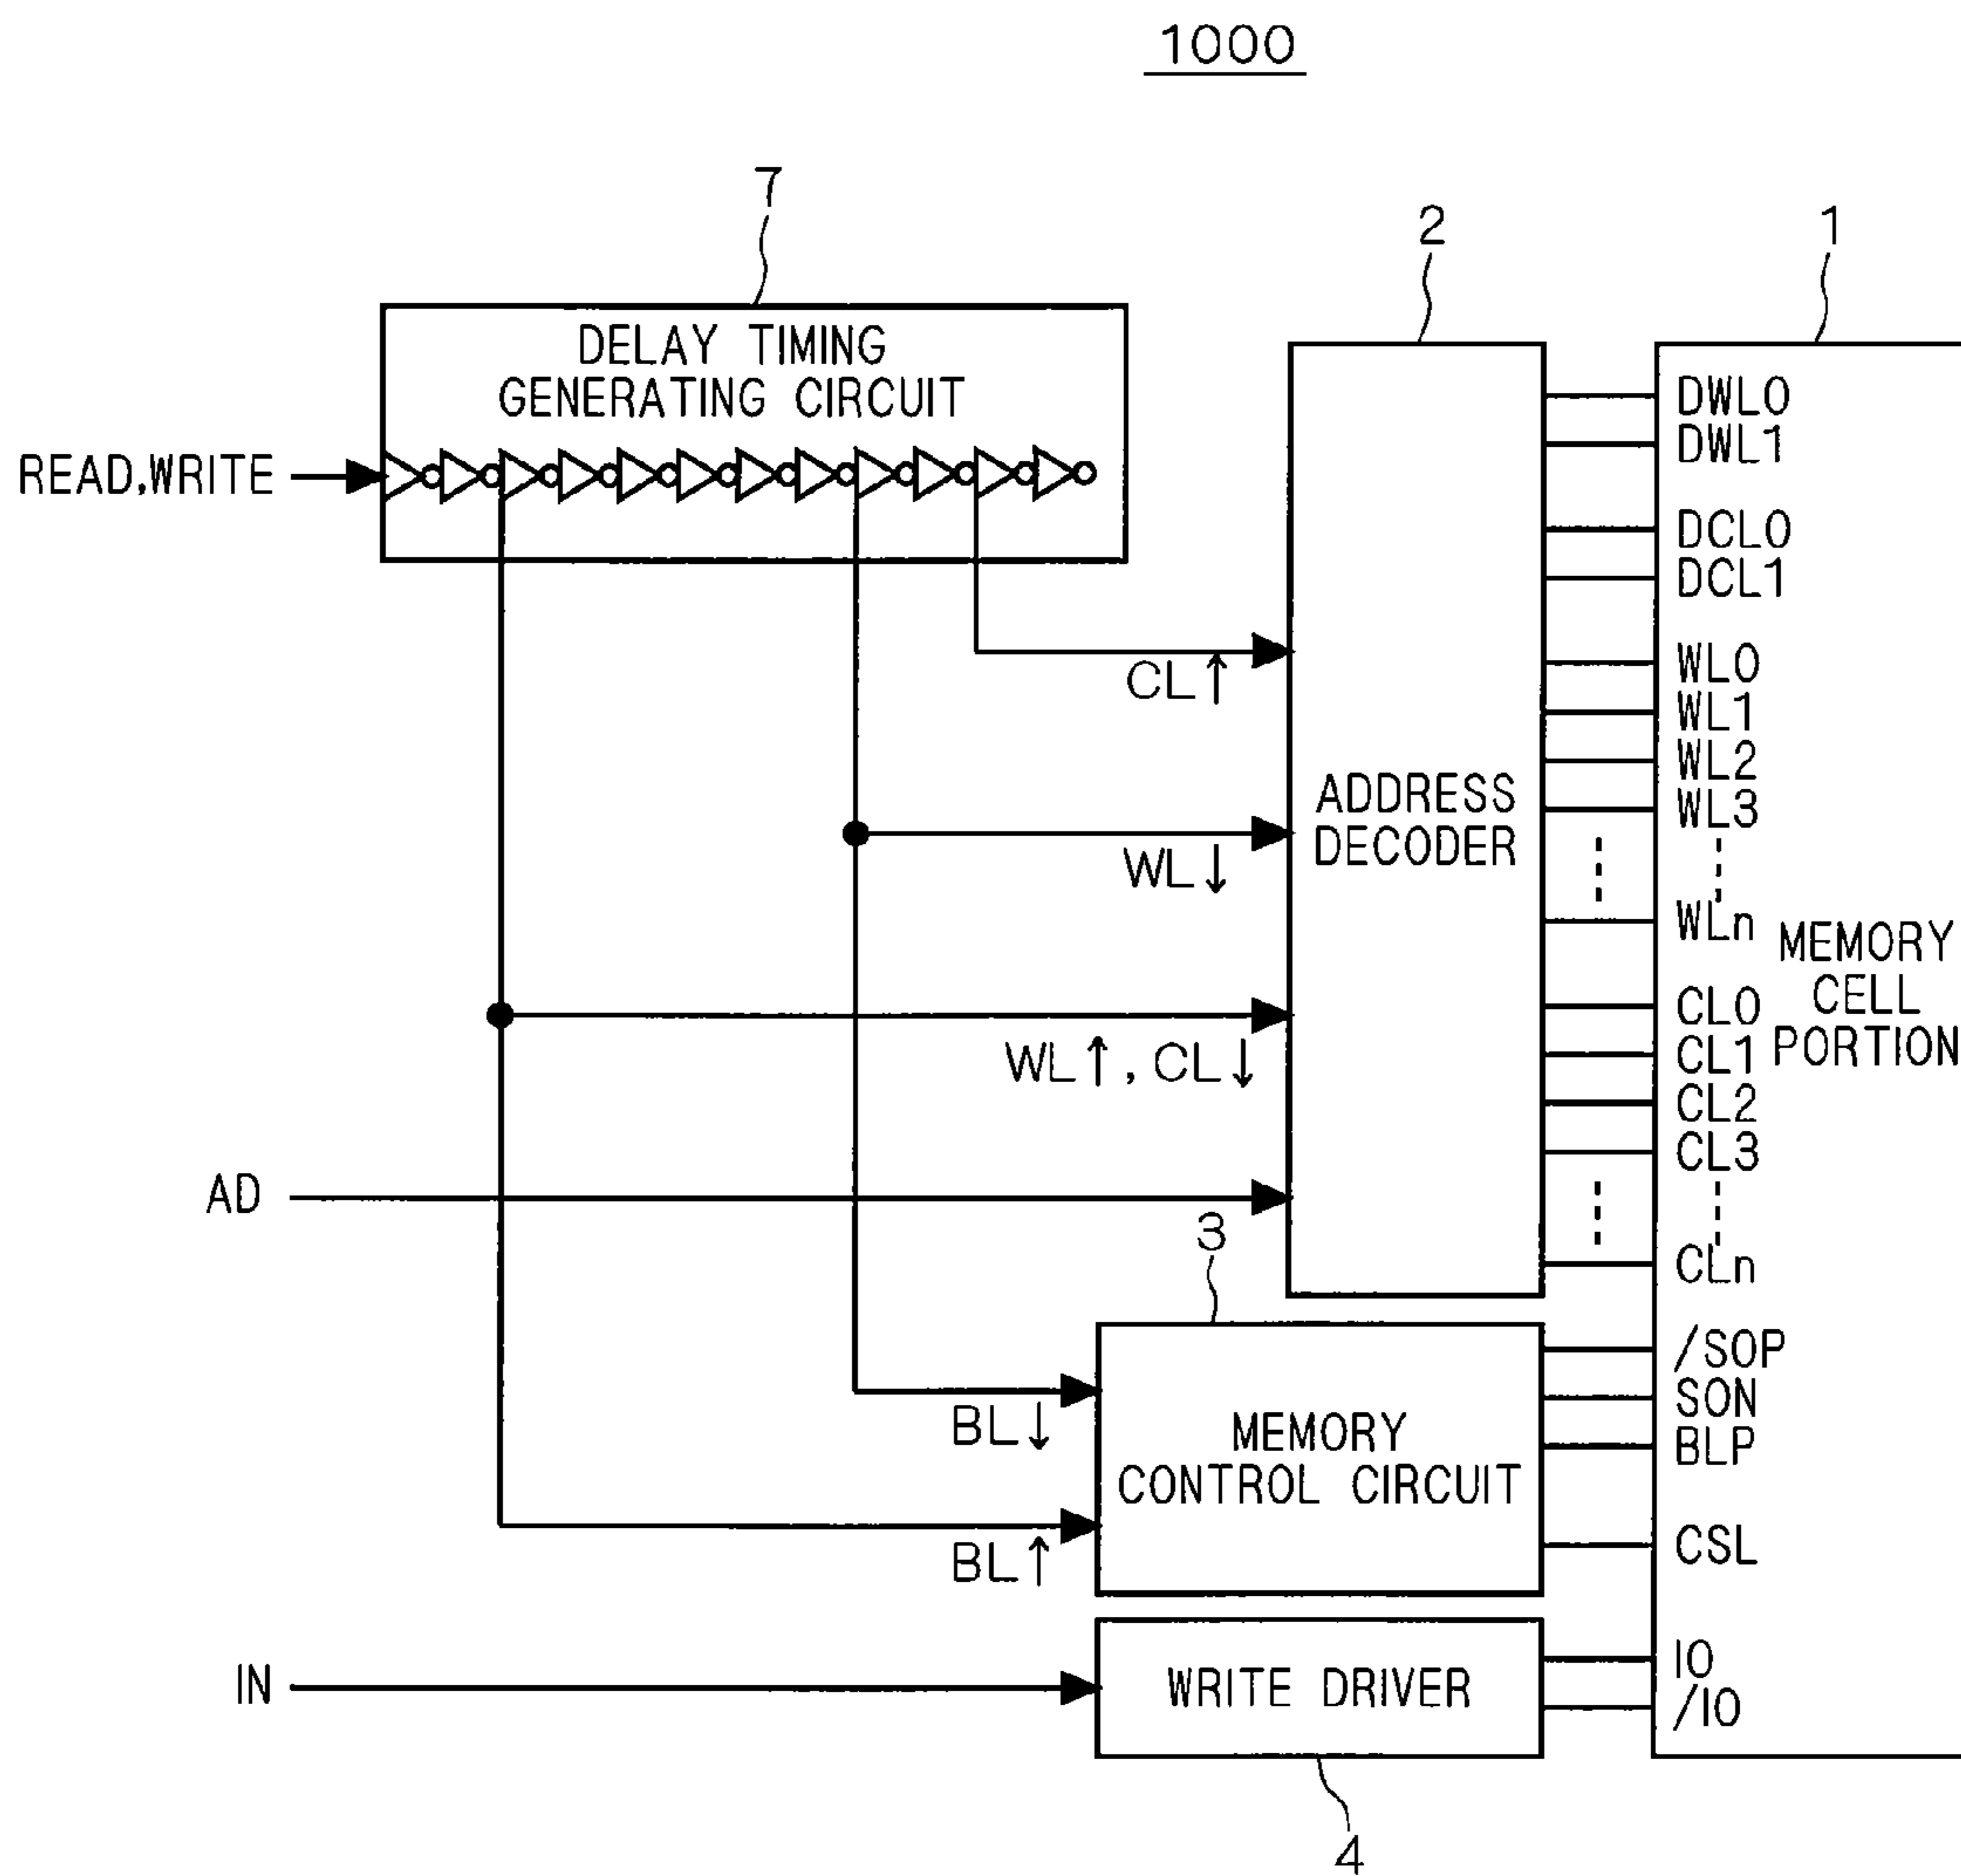 1000
7
2
1
DELAY TIMING
GENERATING CIRCUIT
READ,WRITE
CL↑
WL↓
WL↑, CL↓
AD
ADDRESS
DECODER
DWL0
DWL1
DCL0
DCL1
WL0
WL1
WL2
WL3
WLn
MEMORY
CELL
PORTION
CL0
CL1
CL2
CL3
CLn
3
BL↓
BL↑
MEMORY
CONTROL CIRCUIT
/SOP
SON
BLP
CSL
IN
WRITE DRIVER
IO
/IO
4